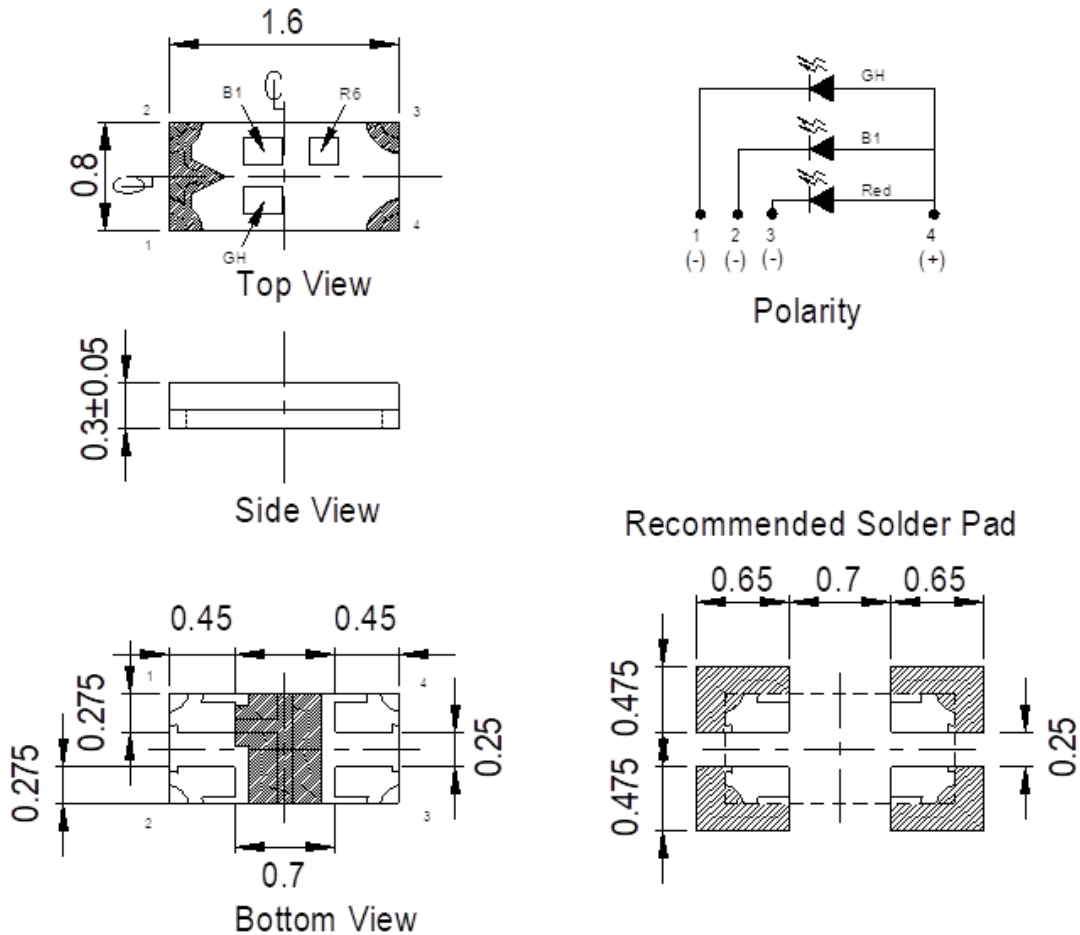 1.6
B1
R6
2
3
0.8
1
4
GH
Top View
GH
B1
Red
1
2
3
4
(-)
(-)
(-)
(+)
Polarity
0.3±0.05
Side View
Recommended Solder Pad
0.65
0.7
0.65
0.475
0.475
0.25
0.45
0.45
1
4
0.275
0.275
0.25
2
3
0.7
Bottom View